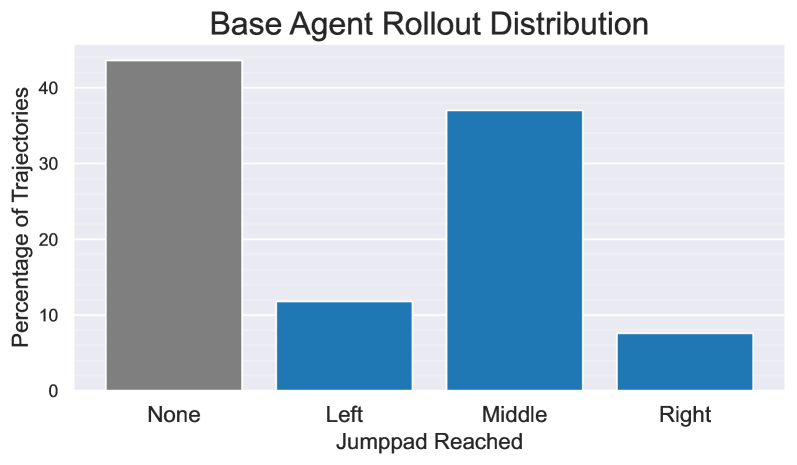 Base Agent Rollout Distribution
Percentage of Trajectories
40
30
20
10
0
None Left Middle Right
Jumppad Reached